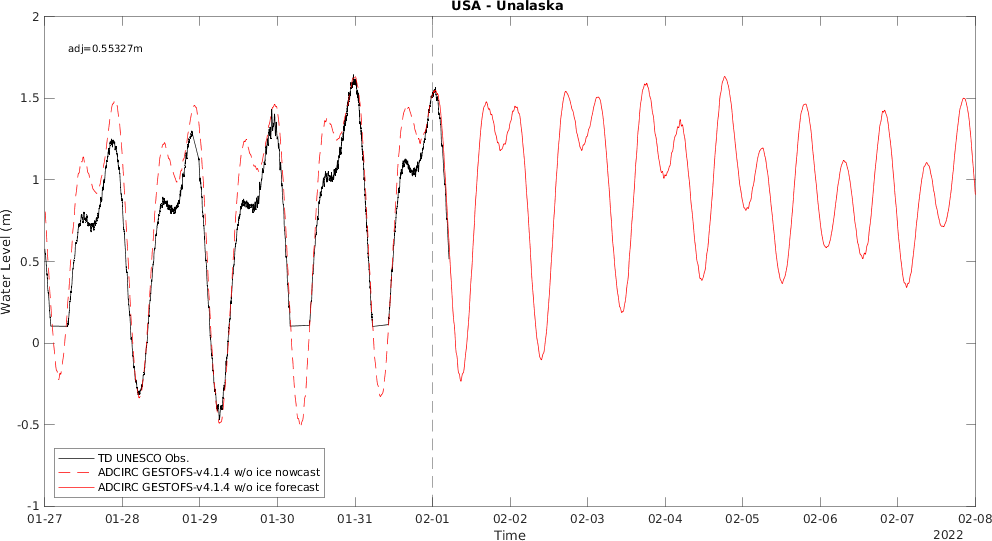 USA - Unalaska
adj=0.55327m
Water Level (m)
2
1.5
1
0.5
0
-0.5
-1
TD UNESCO Obs.
ADCIRC GESTOFS-v4.1.4 w/o ice nowcast
ADCIRC GESTOFS-v4.1.4 w/o ice forecast
01-27 01-28 01-29 01-30 01-31 02-01 02-02 02-03 02-04 02-05 02-06 02-07 02-08
Time
2022